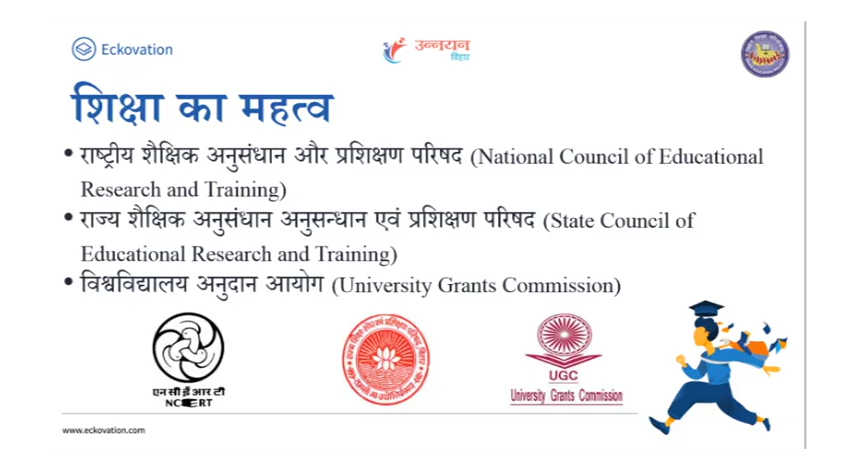 Eckovation
उन्नयन
बिहार
शिक्षा का महत्व
• राष्ट्रीय शैक्षिक अनुसंधान और प्रशिक्षण परिषद (National Council of Educational
Research and Training)
• राज्य शैक्षिक अनुसंधान अनुसन्धान एवं प्रशिक्षण परिषद (State Council of
Educational Research and Training)
• विश्वविद्यालय अनुदान आयोग (University Grants Commission)
एन सी ई आर टी
NCERT
UGC
University Grants Commission
www.eckovation.com